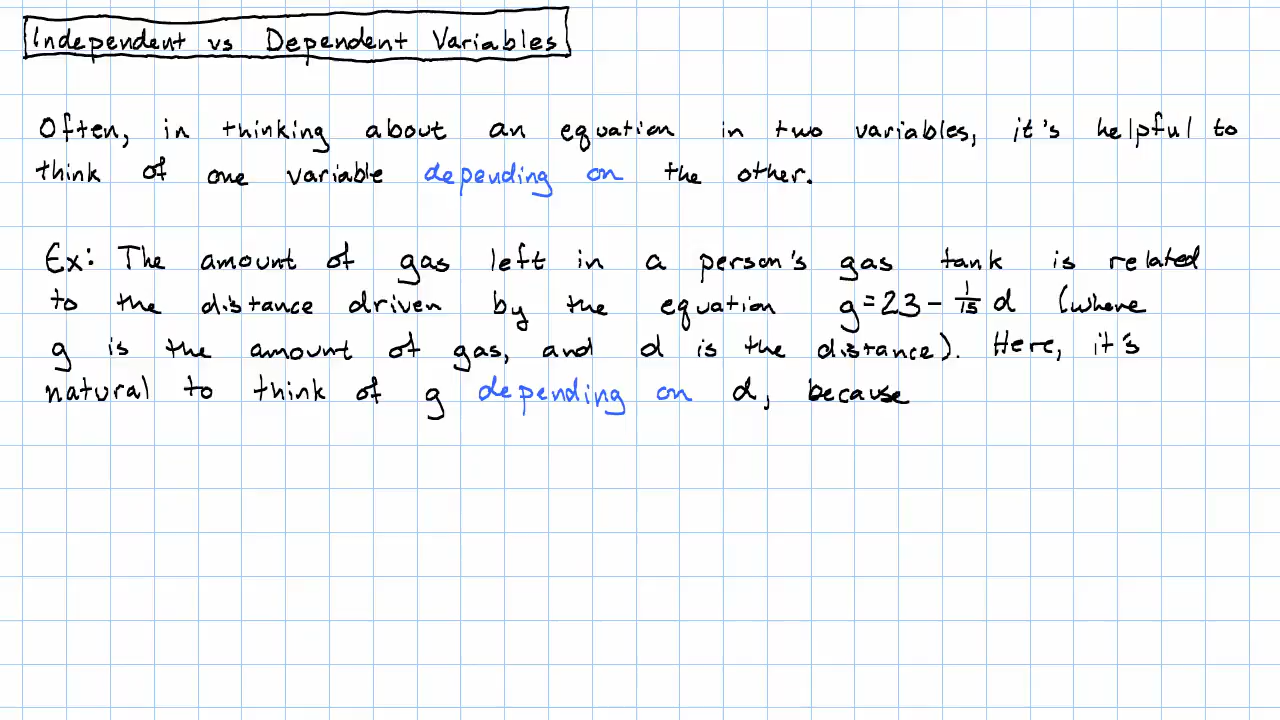 Independent vs Dependent Variables
Often, in thinking about an equation in two variables, it's helpful to
think of one variable depending on the other.
Ex: The amount of gas left in a person's gas tank is related
to the distance driven by the equation g = 23 - 1/15 d (where
g is the amount of gas, and d is the distance). Here, it's
natural to think of g depending on d, because